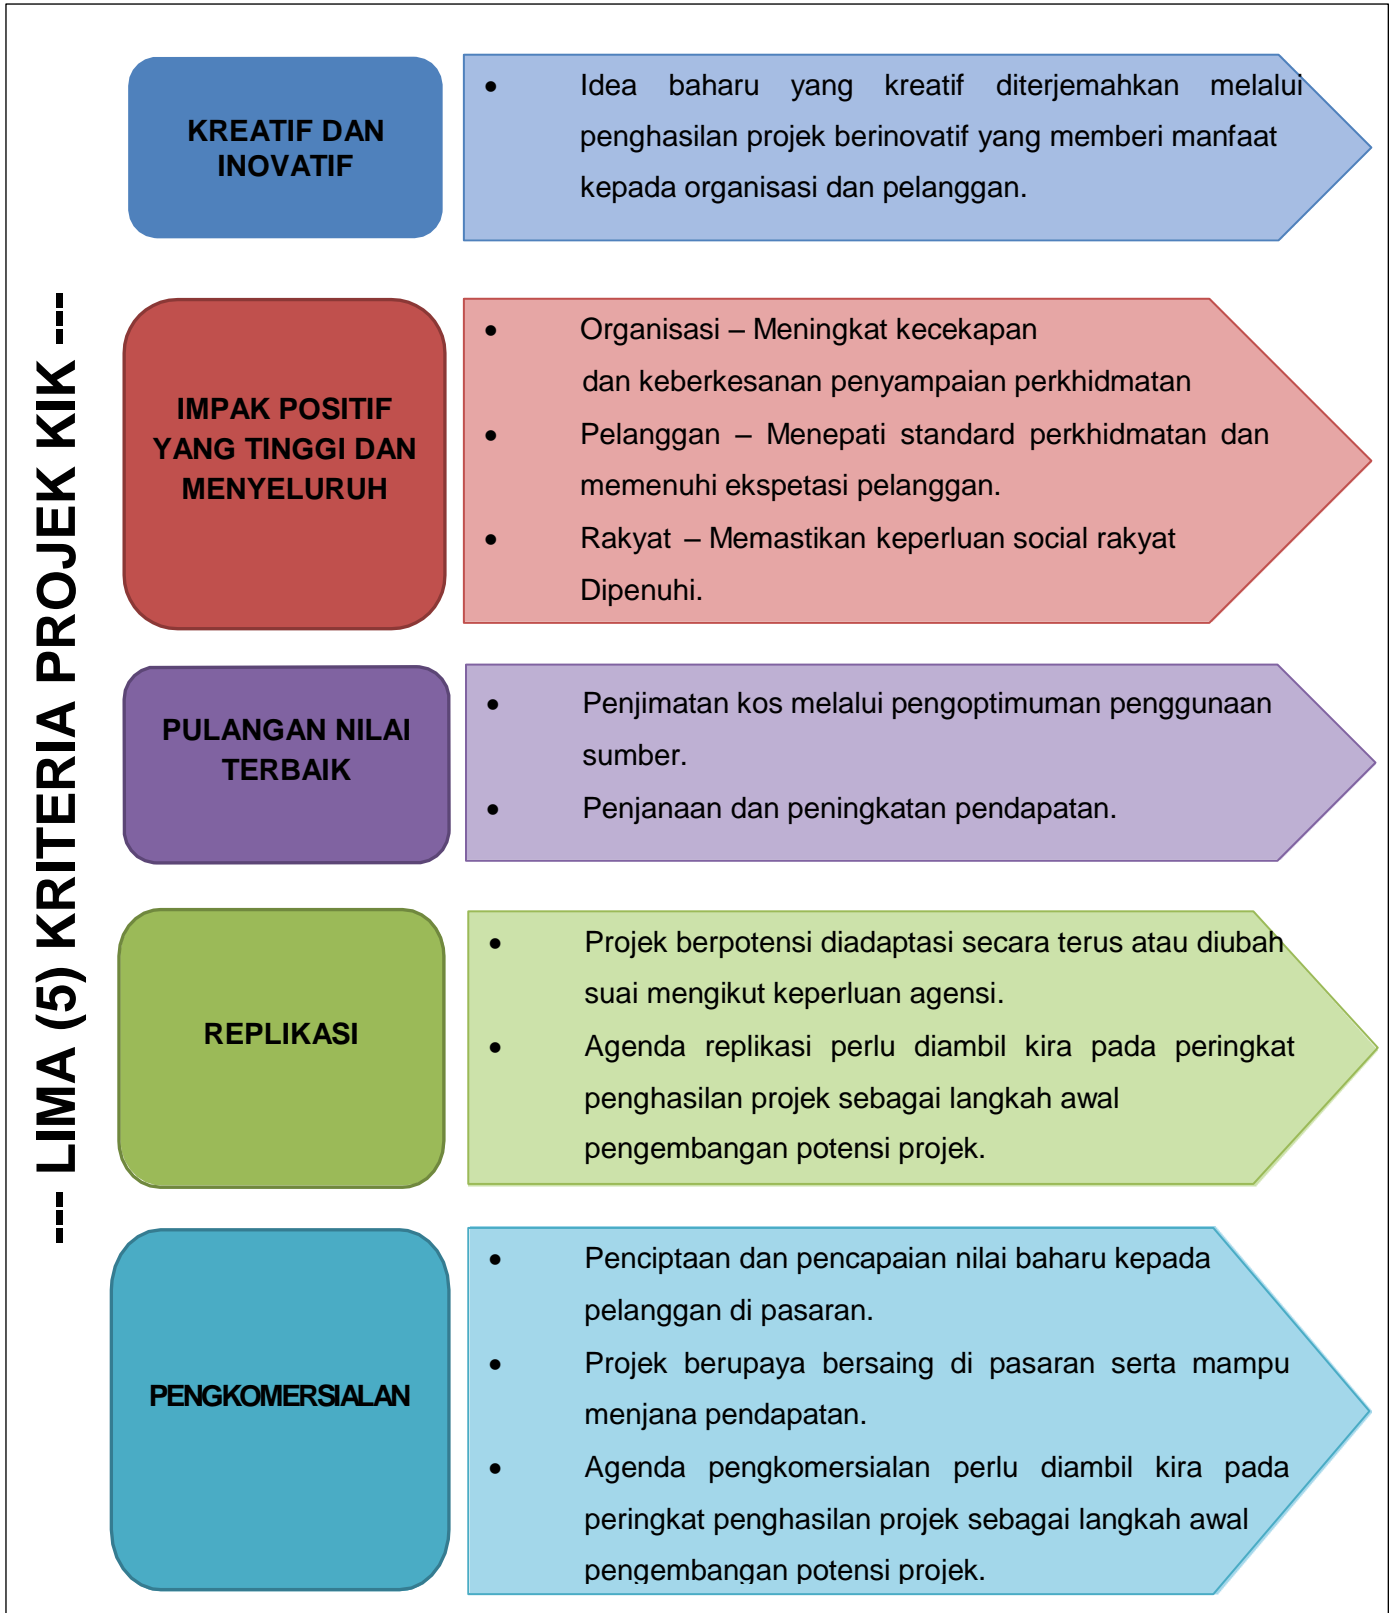 --- LIMA (5) KRITERIA PROJEK KIK ---
KREATIF DAN
INOVATIF
• Idea baharu yang kreatif diterjemahkan melalui
penghasilan projek berinovatif yang memberi manfaat
kepada organisasi dan pelanggan.
IMPAK POSITIF
YANG TINGGI DAN
MENYELURUH
• Organisasi – Meningkat kecekapan
dan keberkesanan penyampaian perkhidmatan
• Pelanggan – Menepati standard perkhidmatan dan
memenuhi ekspetasi pelanggan.
• Rakyat – Memastikan keperluan social rakyat
Dipenuhi.
PULANGAN NILAI
TERBAIK
• Penjimatan kos melalui pengoptimuman penggunaan
sumber.
• Penjanaan dan peningkatan pendapatan.
REPLIKASI
• Projek berpotensi diadaptasi secara terus atau diubah
suai mengikut keperluan agensi.
• Agenda replikasi perlu diambil kira pada peringkat
penghasilan projek sebagai langkah awal
pengembangan potensi projek.
PENGKOMERSIALAN
• Penciptaan dan pencapaian nilai baharu kepada
pelanggan di pasaran.
• Projek berupaya bersaing di pasaran serta mampu
menjana pendapatan.
• Agenda pengkomersialan perlu diambil kira pada
peringkat penghasilan projek sebagai langkah awal
pengembangan potensi projek.